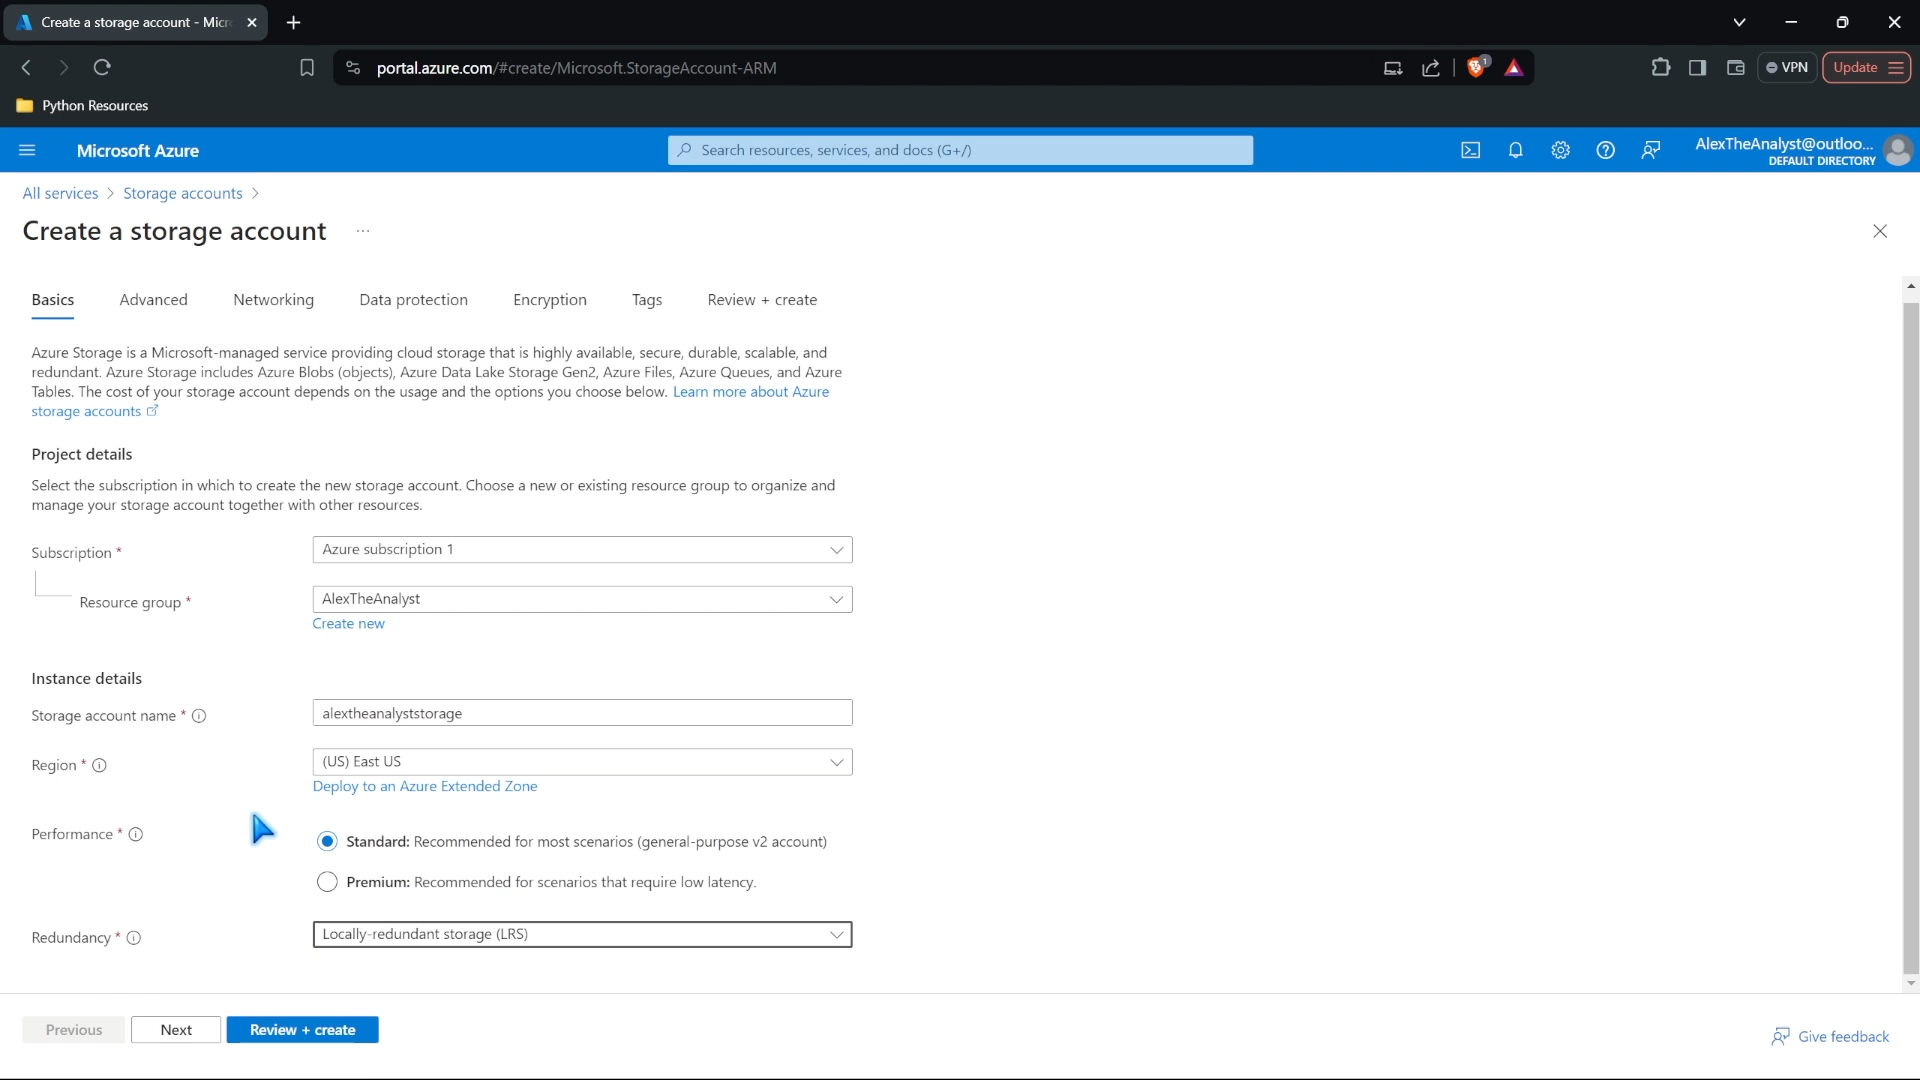 Create a storage account - Micr
portal.azure.com/#create/Microsoft.StorageAccount-ARM
1
VPN
Update
Python Resources
Microsoft Azure
Search resources, services, and docs (G+/)
AlexTheAnalyst@outloo...
DEFAULT DIRECTORY
All services > Storage accounts >
Create a storage account ...
Basics
Advanced
Networking
Data protection
Encryption
Tags
Review + create
Azure Storage is a Microsoft-managed service providing cloud storage that is highly available, secure, durable, scalable, and
redundant. Azure Storage includes Azure Blobs (objects), Azure Data Lake Storage Gen2, Azure Files, Azure Queues, and Azure
Tables. The cost of your storage account depends on the usage and the options you choose below. Learn more about Azure
storage accounts
Project details
Select the subscription in which to create the new storage account. Choose a new or existing resource group to organize and
manage your storage account together with other resources.
Subscription *
Azure subscription 1
Resource group *
AlexTheAnalyst
Create new
Instance details
Storage account name *
alextheanalyststorage
Region *
(US) East US
Deploy to an Azure Extended Zone
Performance *
Standard: Recommended for most scenarios (general-purpose v2 account)
Premium: Recommended for scenarios that require low latency.
Redundancy *
Locally-redundant storage (LRS)
Previous
Next
Review + create
Give feedback